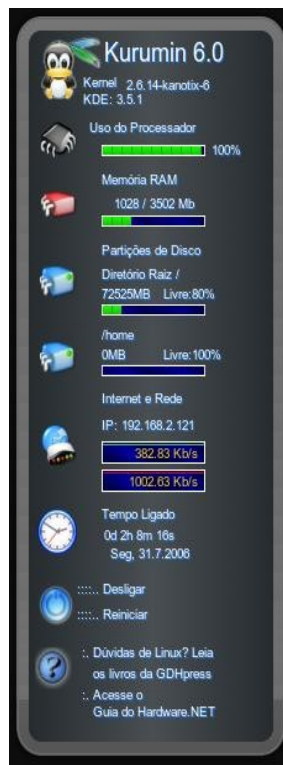 Kurumin 6.0
Kernel 2.6.14-kanotix-6
KDE: 3.5.1
Uso do Processador
100%
Memória RAM
1028 / 3502 Mb
Partições de Disco
Diretório Raiz /
72525MB Livre:80%
/home
0MB Livre:100%
Internet e Rede
IP: 192.168.2.121
382.83 Kb/s
1002.63 Kb/s
Tempo Ligado
0d 2h 8m 16s
Seg, 31.7.2006
::::.. Desligar
::::.. Reiniciar
:. Dúvidas de Linux? Leia
os livros da GDHpress
:. Acesse o
Guia do Hardware.NET